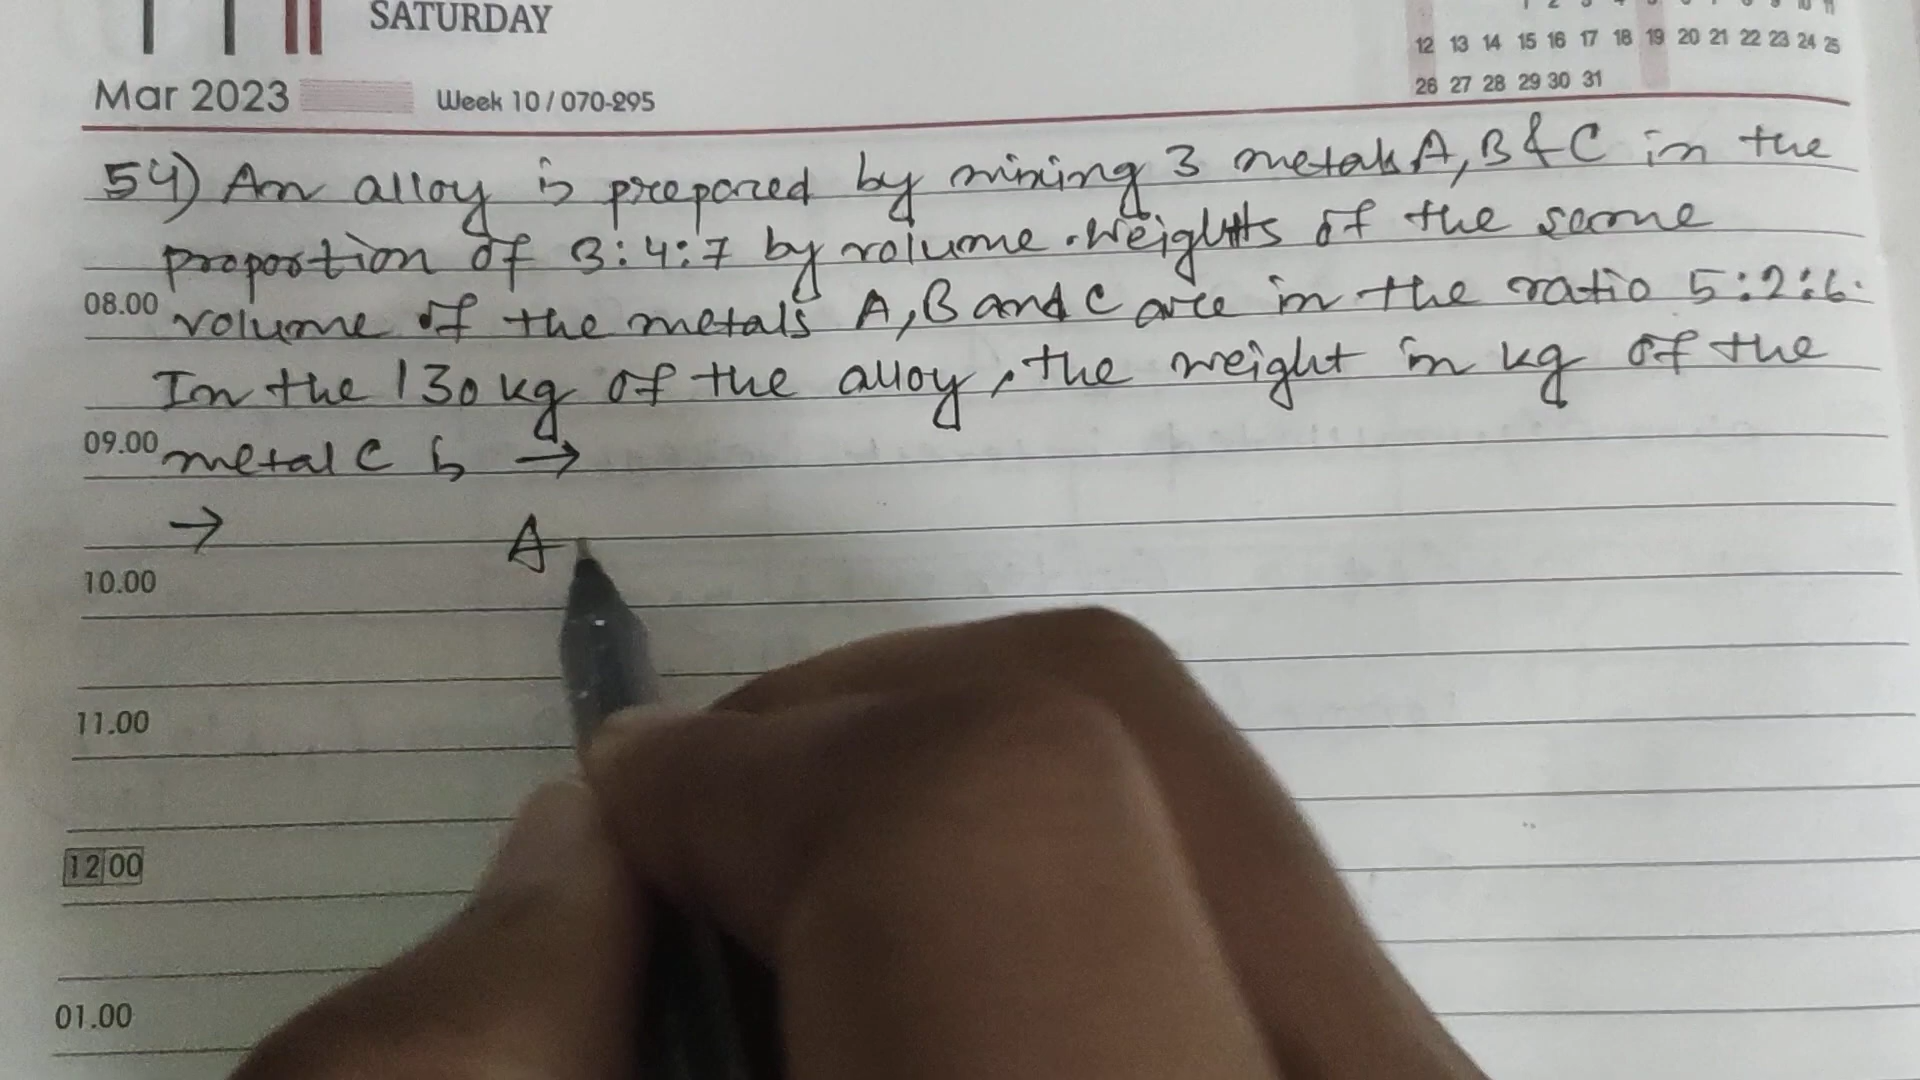 SATURDAY
Mar 2023
Week 10 / 070-295
12 13 14 15 16 17 18 19 20 21 22 23 24 25
26 27 28 29 30 31
54) An alloy is prepared by mixing 3 metals A, B & C in the
proportion of 3:4:7 by volume. Weights of the same
08.00 volume of the metals A, B and C are in the ratio 5:2:6.
In the 130 kg of the alloy, the weight in kg of the
09.00 metal C is →
→ A
10.00
11.00
12 00
01.00